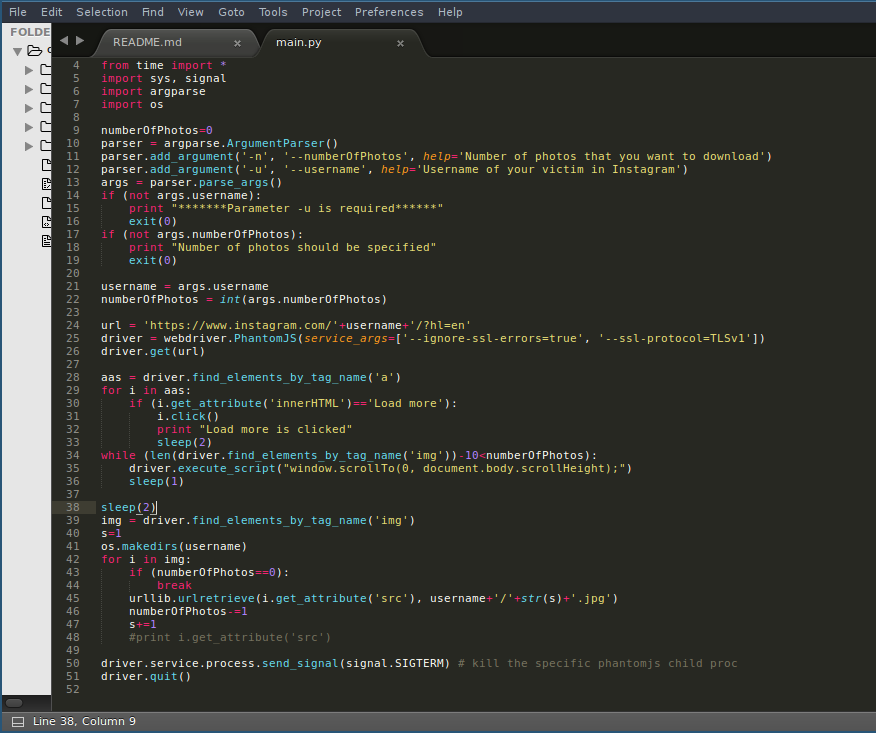 File Edit Selection Find View Goto Tools Project Preferences Help
FOLDE
README.md × main.py ×
4 from time import *
5 import sys, signal
6 import argparse
7 import os
8
9 numberOfPhotos=0
10 parser = argparse.ArgumentParser()
11 parser.add_argument('-n', '--numberOfPhotos', help='Number of photos that you want to download')
12 parser.add_argument('-u', '--username', help='Username of your victim in Instagram')
13 args = parser.parse_args()
14 if (not args.username):
15     print "*******Parameter -u is required******"
16     exit(0)
17 if (not args.numberOfPhotos):
18     print "Number of photos should be specified"
19     exit(0)
20
21 username = args.username
22 numberOfPhotos = int(args.numberOfPhotos)
23
24 url = 'https://www.instagram.com/'+username+'/?hl=en'
25 driver = webdriver.PhantomJS(service_args=['--ignore-ssl-errors=true', '--ssl-protocol=TLSv1'])
26 driver.get(url)
27
28 aas = driver.find_elements_by_tag_name('a')
29 for i in aas:
30     if (i.get_attribute('innerHTML')=='Load more'):
31         i.click()
32         print "Load more is clicked"
33         sleep(2)
34 while (len(driver.find_elements_by_tag_name('img'))-10<numberOfPhotos):
35     driver.execute_script("window.scrollTo(0, document.body.scrollHeight);")
36     sleep(1)
37
38 sleep(2)
39 img = driver.find_elements_by_tag_name('img')
40 s=1
41 os.makedirs(username)
42 for i in img:
43     if (numberOfPhotos==0):
44         break
45     urllib.urlretrieve(i.get_attribute('src'), username+'/'+str(s)+'.jpg')
46     numberOfPhotos-=1
47     s+=1
48     #print i.get_attribute('src')
49
50 driver.service.process.send_signal(signal.SIGTERM) # kill the specific phantomjs child proc
51 driver.quit()
52
Line 38, Column 9